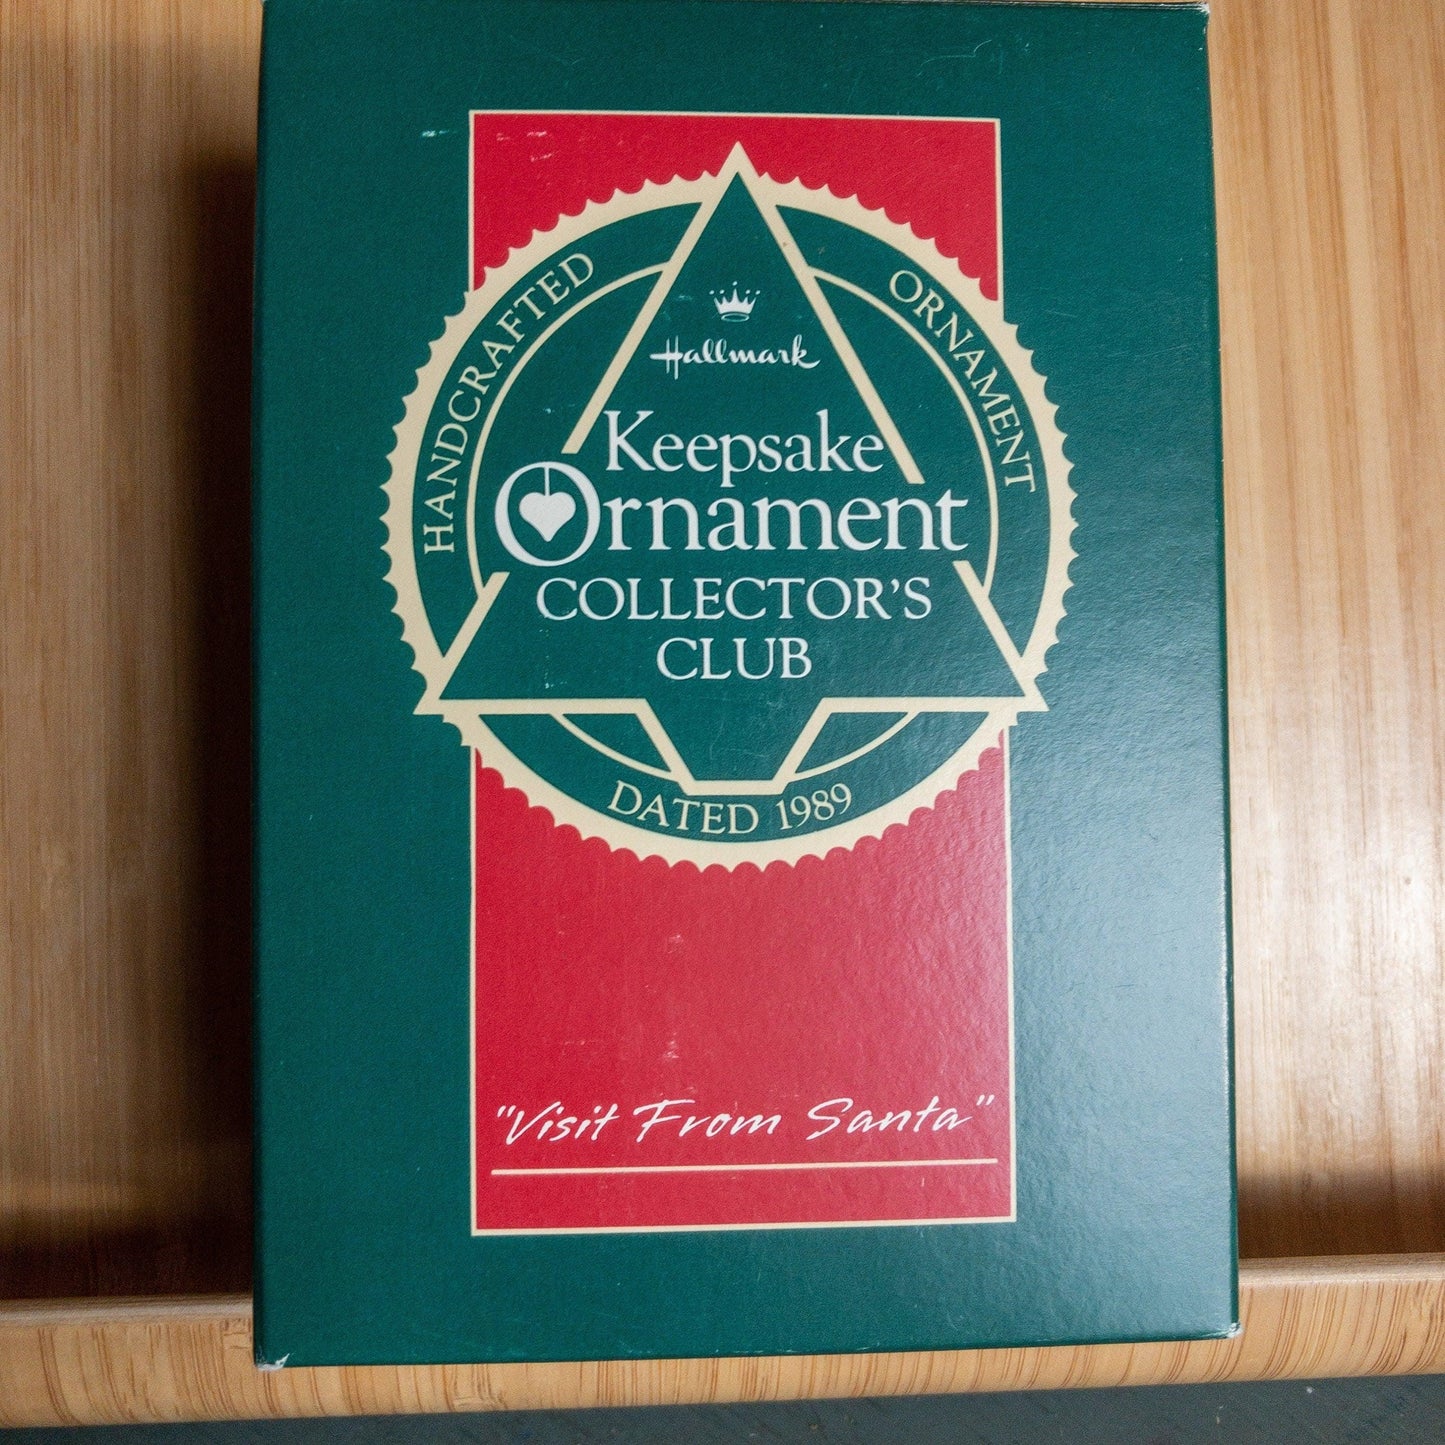 HANDCRAFTED
ORNAMENT
Hallmark
Keepsake
Ornament
COLLECTOR'S
CLUB
DATED 1989
"Visit From Santa"